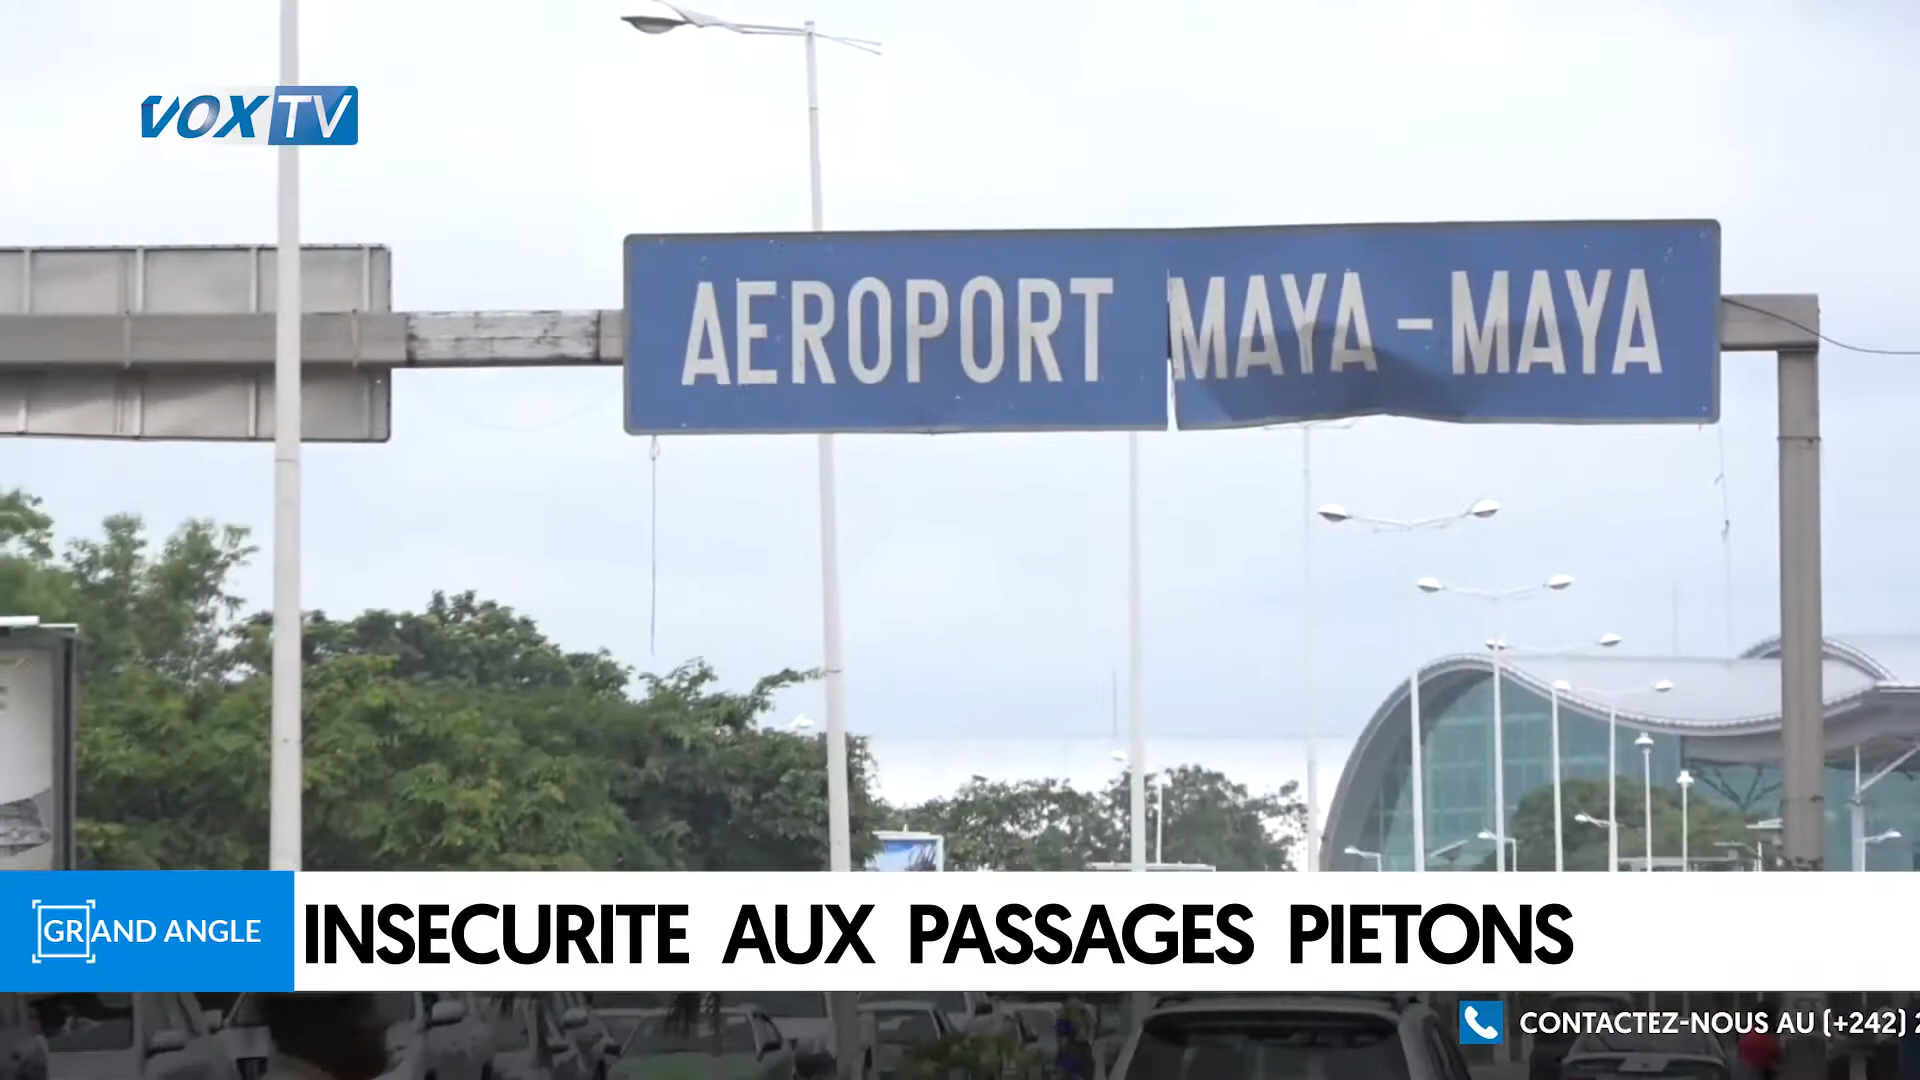 VOXTV
AEROPORT MAYA-MAYA
GRAND ANGLE
INSECURITE AUX PASSAGES PIETONS
CONTACTEZ-NOUS AU (+242)